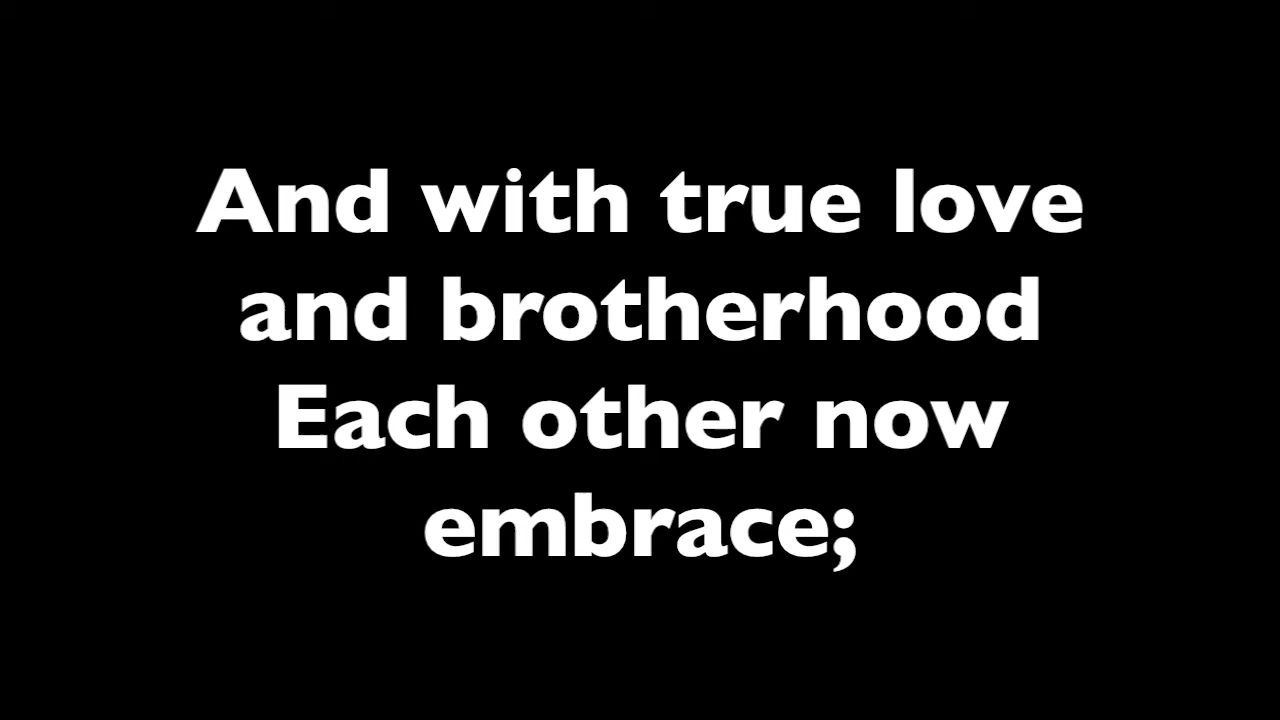 And with true love
and brotherhood
Each other now
embrace;